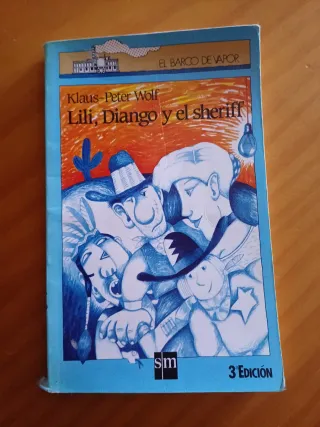 EL BARCO DE VAPOR
Klaus-Peter Wolf
Lili, Diango y el sheriff
sm
3ª EDICIÓN